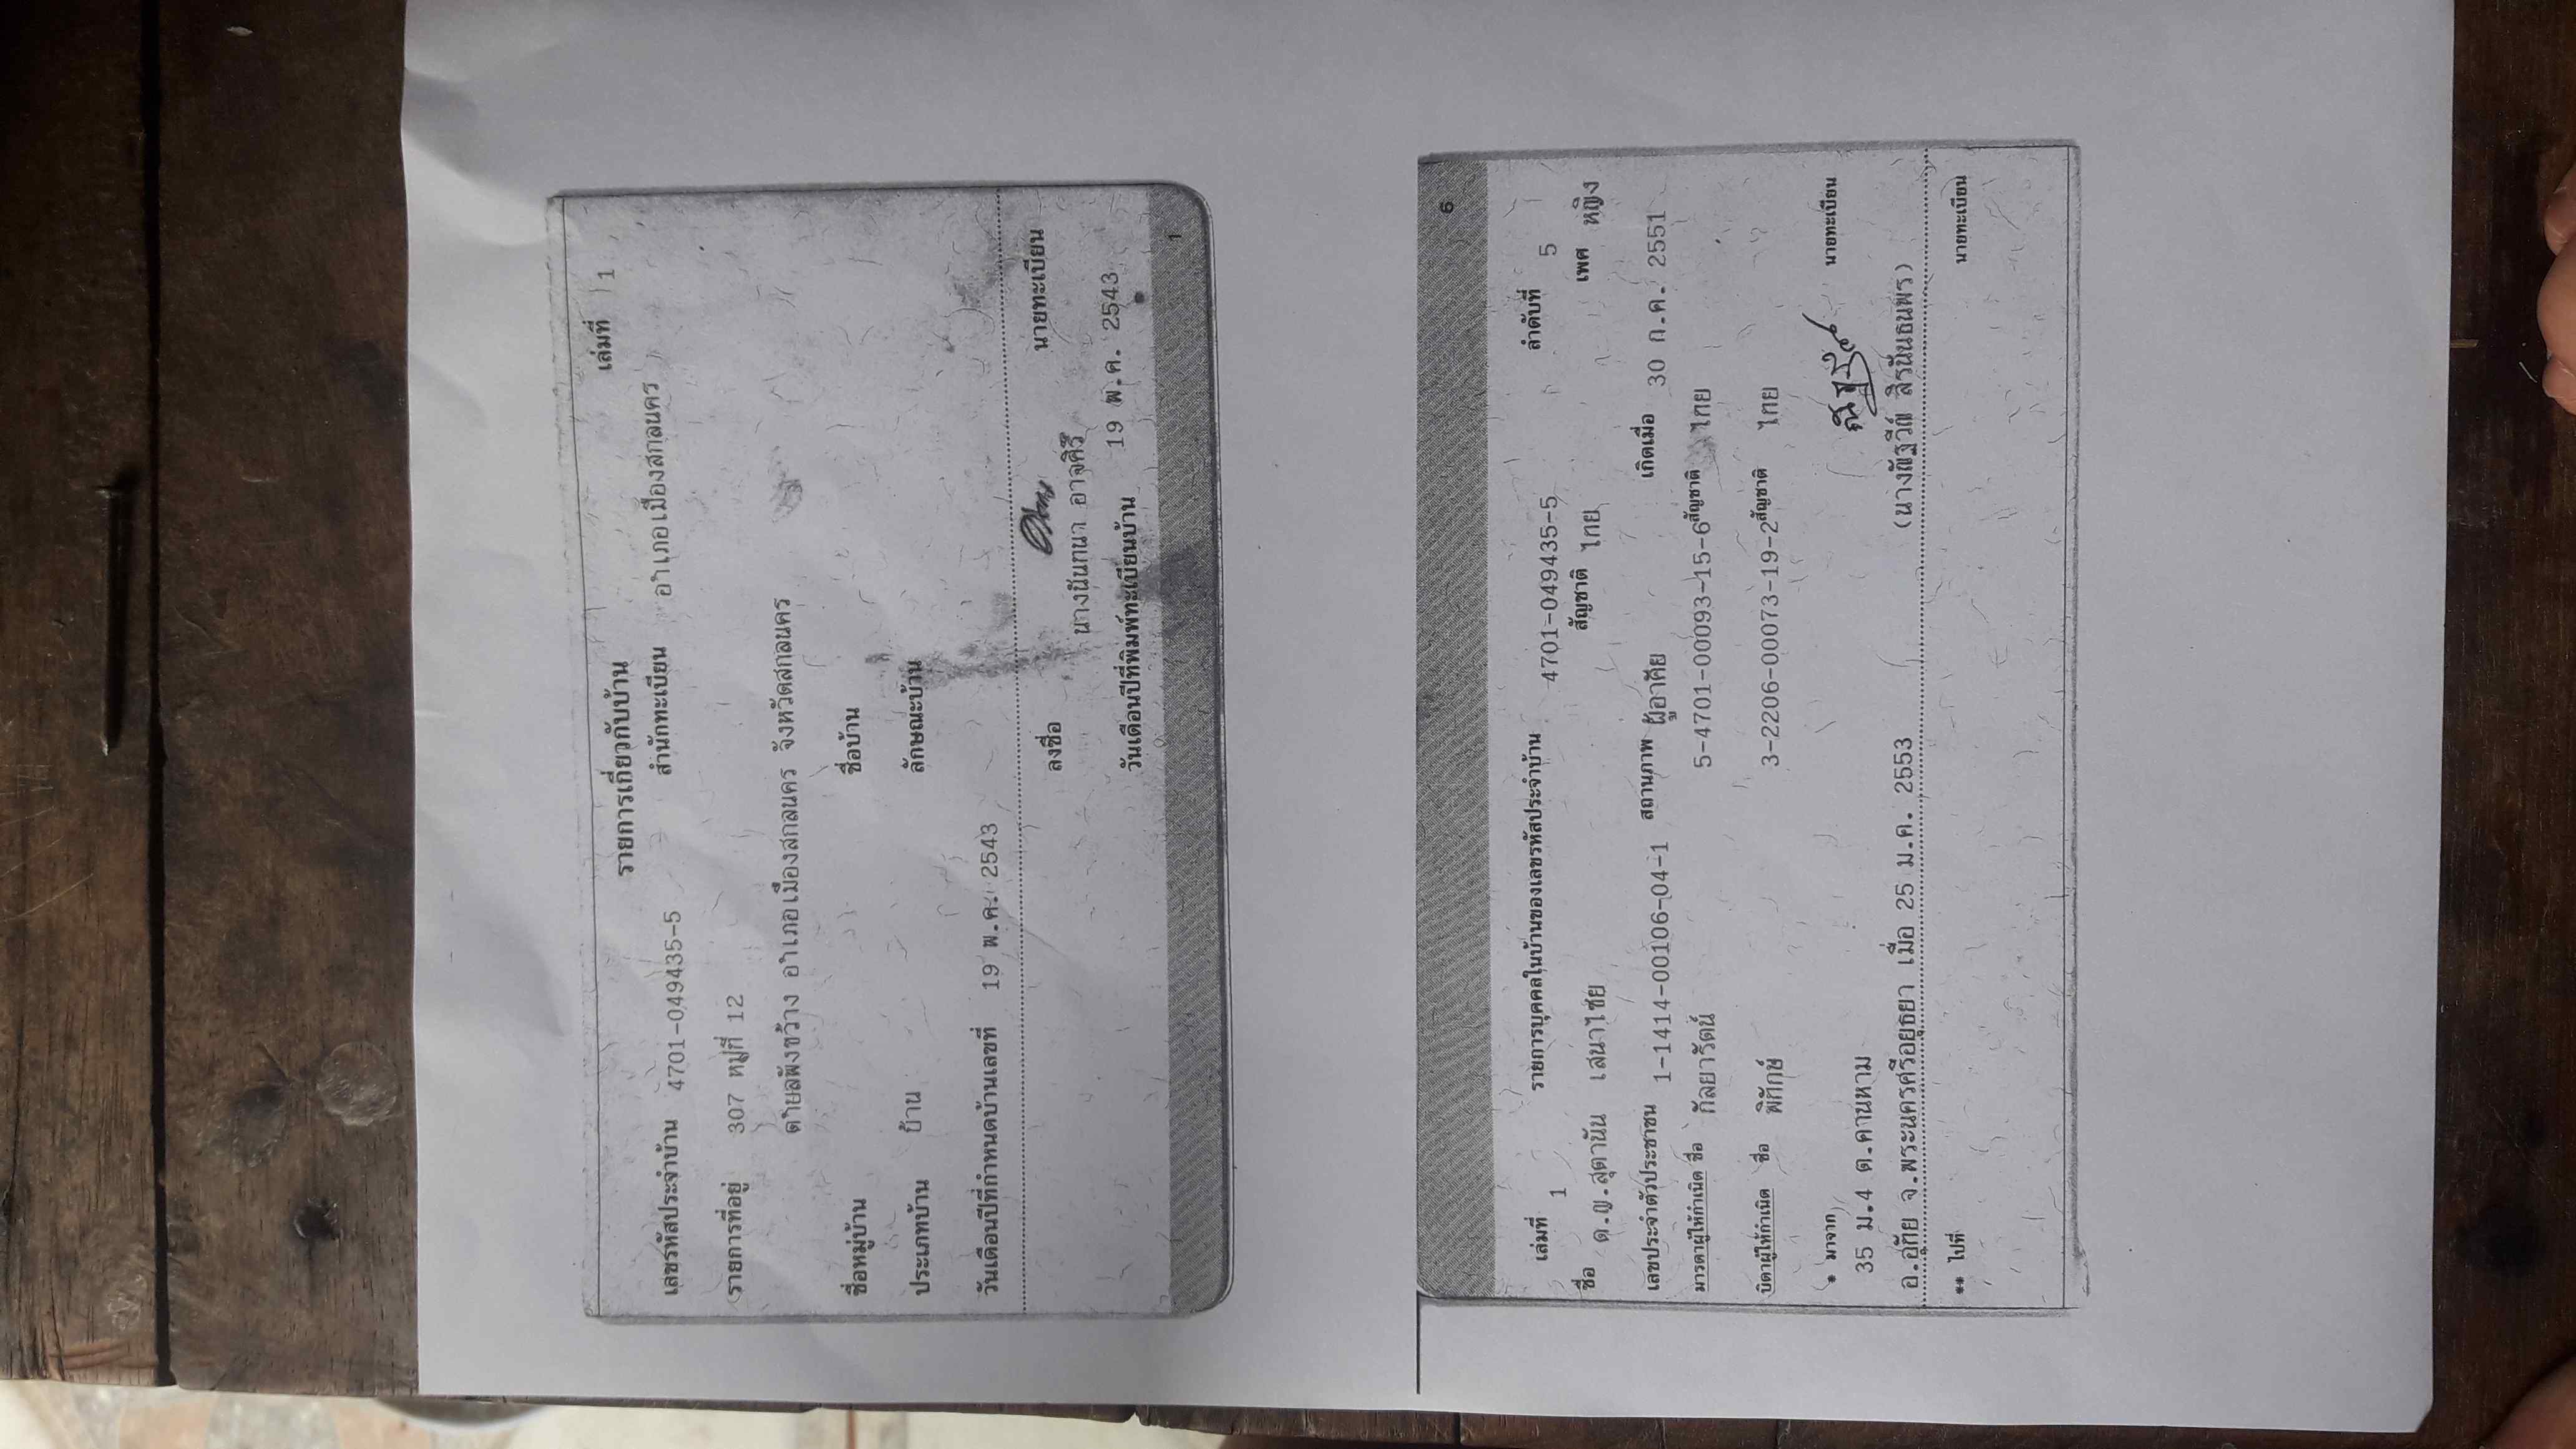 เล่มที่ 1
รายการเกี่ยวกับบ้าน
เลขรหัสประจำบ้าน 4701-049435-5 สำนักทะเบียน อำเภอเมืองสกลนคร
รายการที่อยู่ 307 หมู่ที่ 12
ตำบลพังขว้าง อำเภอเมืองสกลนคร จังหวัดสกลนคร
ชื่อหมู่บ้าน ชื่อบ้าน
ประเภทบ้าน บ้าน ลักษณะบ้าน
วันเดือนปีที่กำหนดบ้านเลขที่ 19 พ.ค. 2543
ลงชื่อ นายทะเบียน
นางนันทนา อาจศิริ
วันเดือนปีที่พิมพ์ทะเบียนบ้าน 19 พ.ค. 2543
1
6
เล่มที่ 1 รายการบุคคลในบ้านของเลขรหัสประจำบ้าน 4701-049435-5 ลำดับที่ 5
ชื่อ ด.ญ.สุตานัน เสนาไชย สัญชาติ ไทย เพศ หญิง
เลขประจำตัวประชาชน 1-1414-00106-04-1 สถานภาพ ผู้อาศัย เกิดเมื่อ 30 ก.ค. 2551
มารดาผู้ให้กำเนิด ชื่อ กัลยารัตน์ 5-4701-00093-15-6 สัญชาติ ไทย
บิดาผู้ให้กำเนิด ชื่อ พิทักษ์ 3-2206-00073-19-2 สัญชาติ ไทย
* มาจาก
35 ม.4 ต.คานหาม นายทะเบียน
อ.อุทัย จ.พระนครศรีอยุธยา เมื่อ 25 ม.ค. 2553 สิรนันธนพร)
** ไปที่ นายทะเบียน